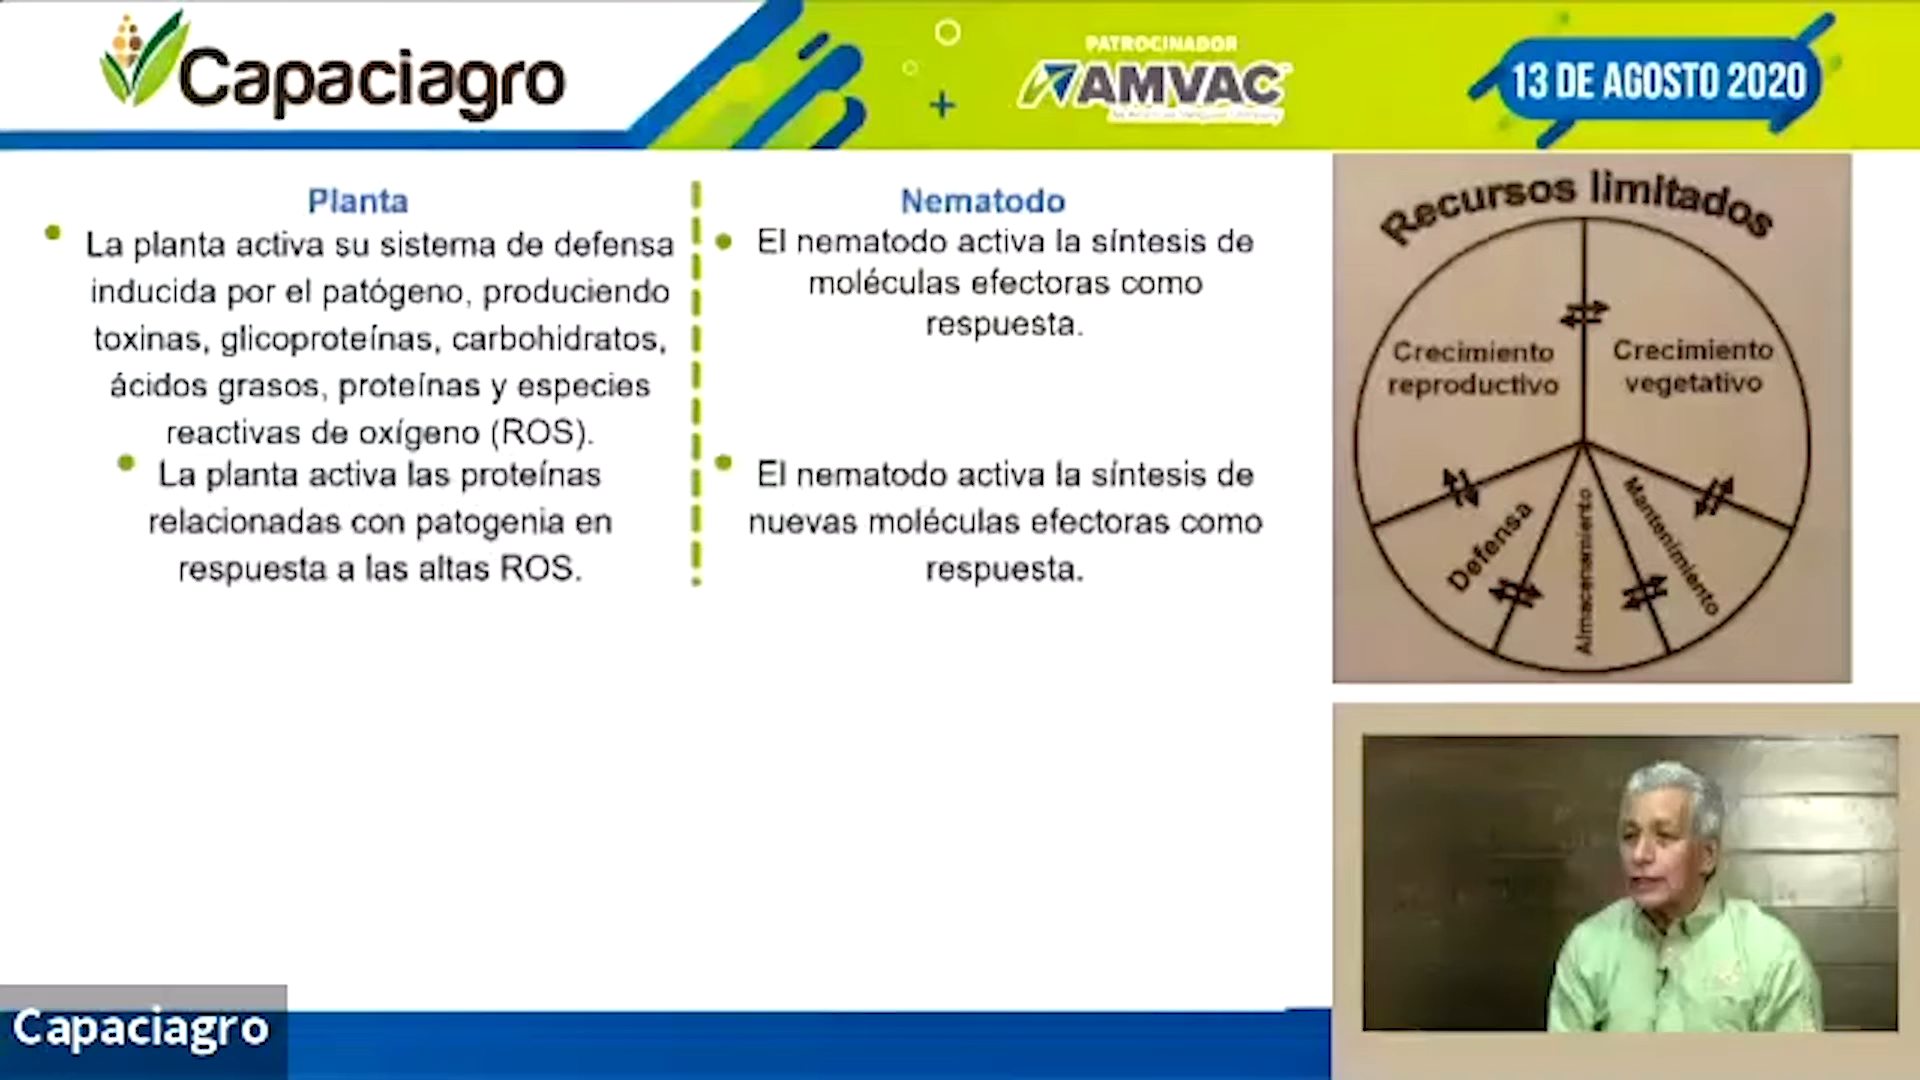 Capaciagro
PATROCINADOR
AMVAC
13 DE AGOSTO 2020
Planta
La planta activa su sistema de defensa
inducida por el patógeno, produciendo
toxinas, glicoproteínas, carbohidratos,
ácidos grasos, proteínas y especies
reactivas de oxígeno (ROS).
La planta activa las proteínas
relacionadas con patogenia en
respuesta a las altas ROS.
Nematodo
El nematodo activa la síntesis de
moléculas efectoras como
respuesta.
El nematodo activa la síntesis de
nuevas moléculas efectoras como
respuesta.
Recursos limitados
Crecimiento
reproductivo
Crecimiento
vegetativo
Defensa
Almacenamiento
Mantenimiento
Capaciagro